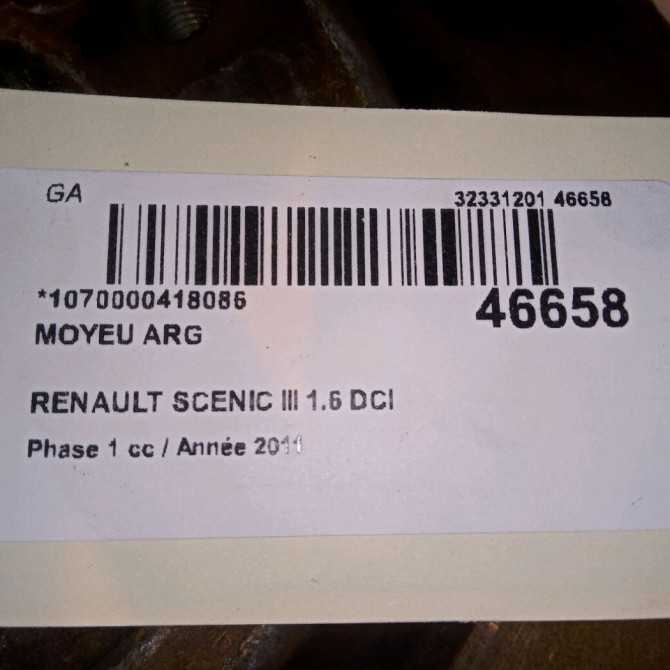 GA
32331201 46658
*1070000418086
46658
MOYEU ARG
RENAULT SCENIC III 1.6 DCI
Phase 1 cc / Année 2011